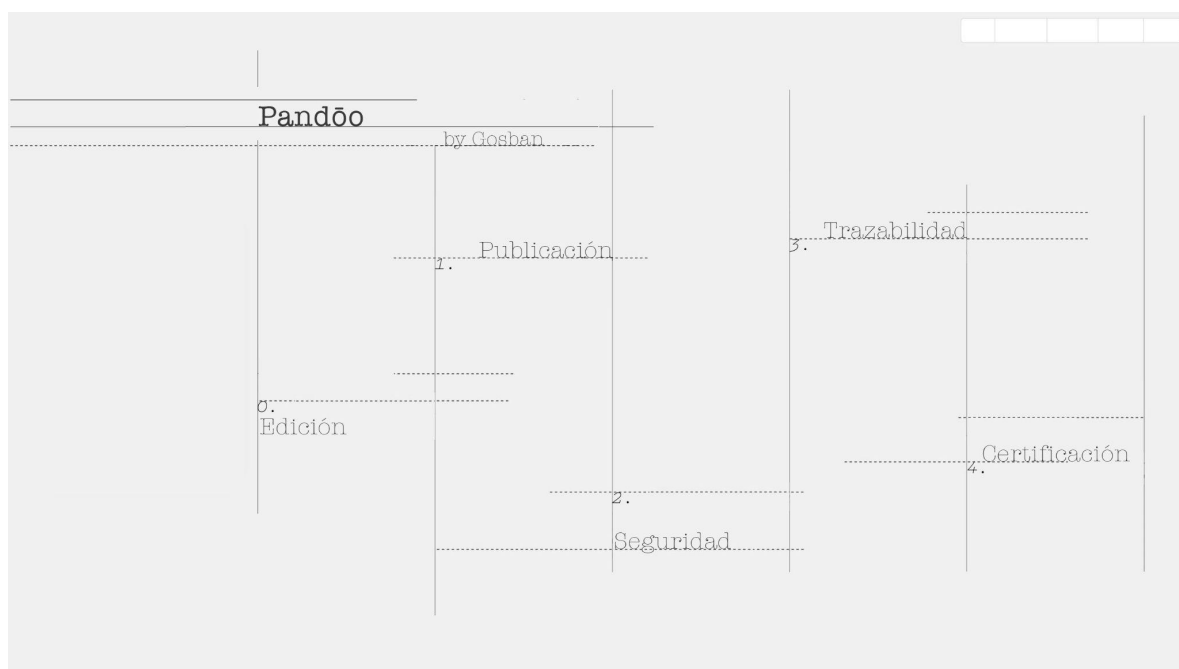 Pandōo
by Gosban
0.
Edición
1.
Publicación
2.
Seguridad
3.
Trazabilidad
4.
Certificación